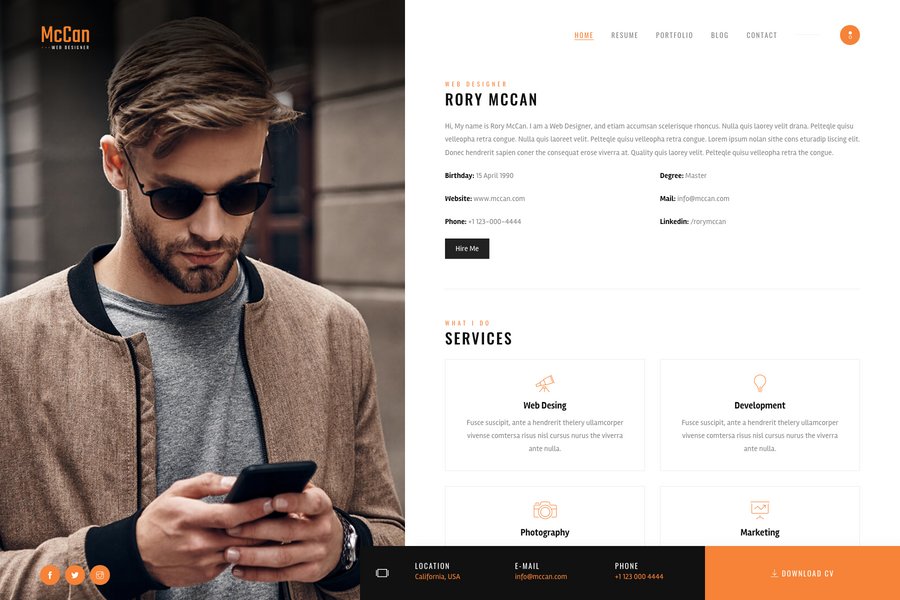 McCan
WEB DESIGNER
HOME RESUME PORTFOLIO BLOG CONTACT
WEB DESIGNER
RORY MCCAN
Hi, My name is Rory McCan. I am a Web Designer, and etiam accumsan scelerisque rhoncus. Nulla quis laorey velit drana. Pelteqle quisu
velleopha retra congue. Nulla quis laoreet velit. Pelteqle quisu velleopha retra congue. Lorem ipsum nolan sithe cons eturada liscing elit.
Donec hendrerit sapien coner the consequat erose viverra at. Quality quis laorey velit. Pelteqle quisu velleopha retra the congue.
Birthday: 15 April 1990 Degree: Master
Website: www.mccan.com Mail: info@mccan.com
Phone: +1 123-000-4444 Linkedin: /rorymccan
Hire Me
WHAT I DO
SERVICES
Web Desing
Fusce suscipit, ante a hendrerit thelery ullamcorper
vivense comtersa risus nisl cursus nurus the viverra
ante nulla.
Development
Fusce suscipit, ante a hendrerit thelery ullamcorper
vivense comtersa risus nisl cursus nurus the viverra
ante nulla.
Photography
Marketing
LOCATION
California, USA
E-MAIL
info@mccan.com
PHONE
+1 123 000 4444
DOWNLOAD CV